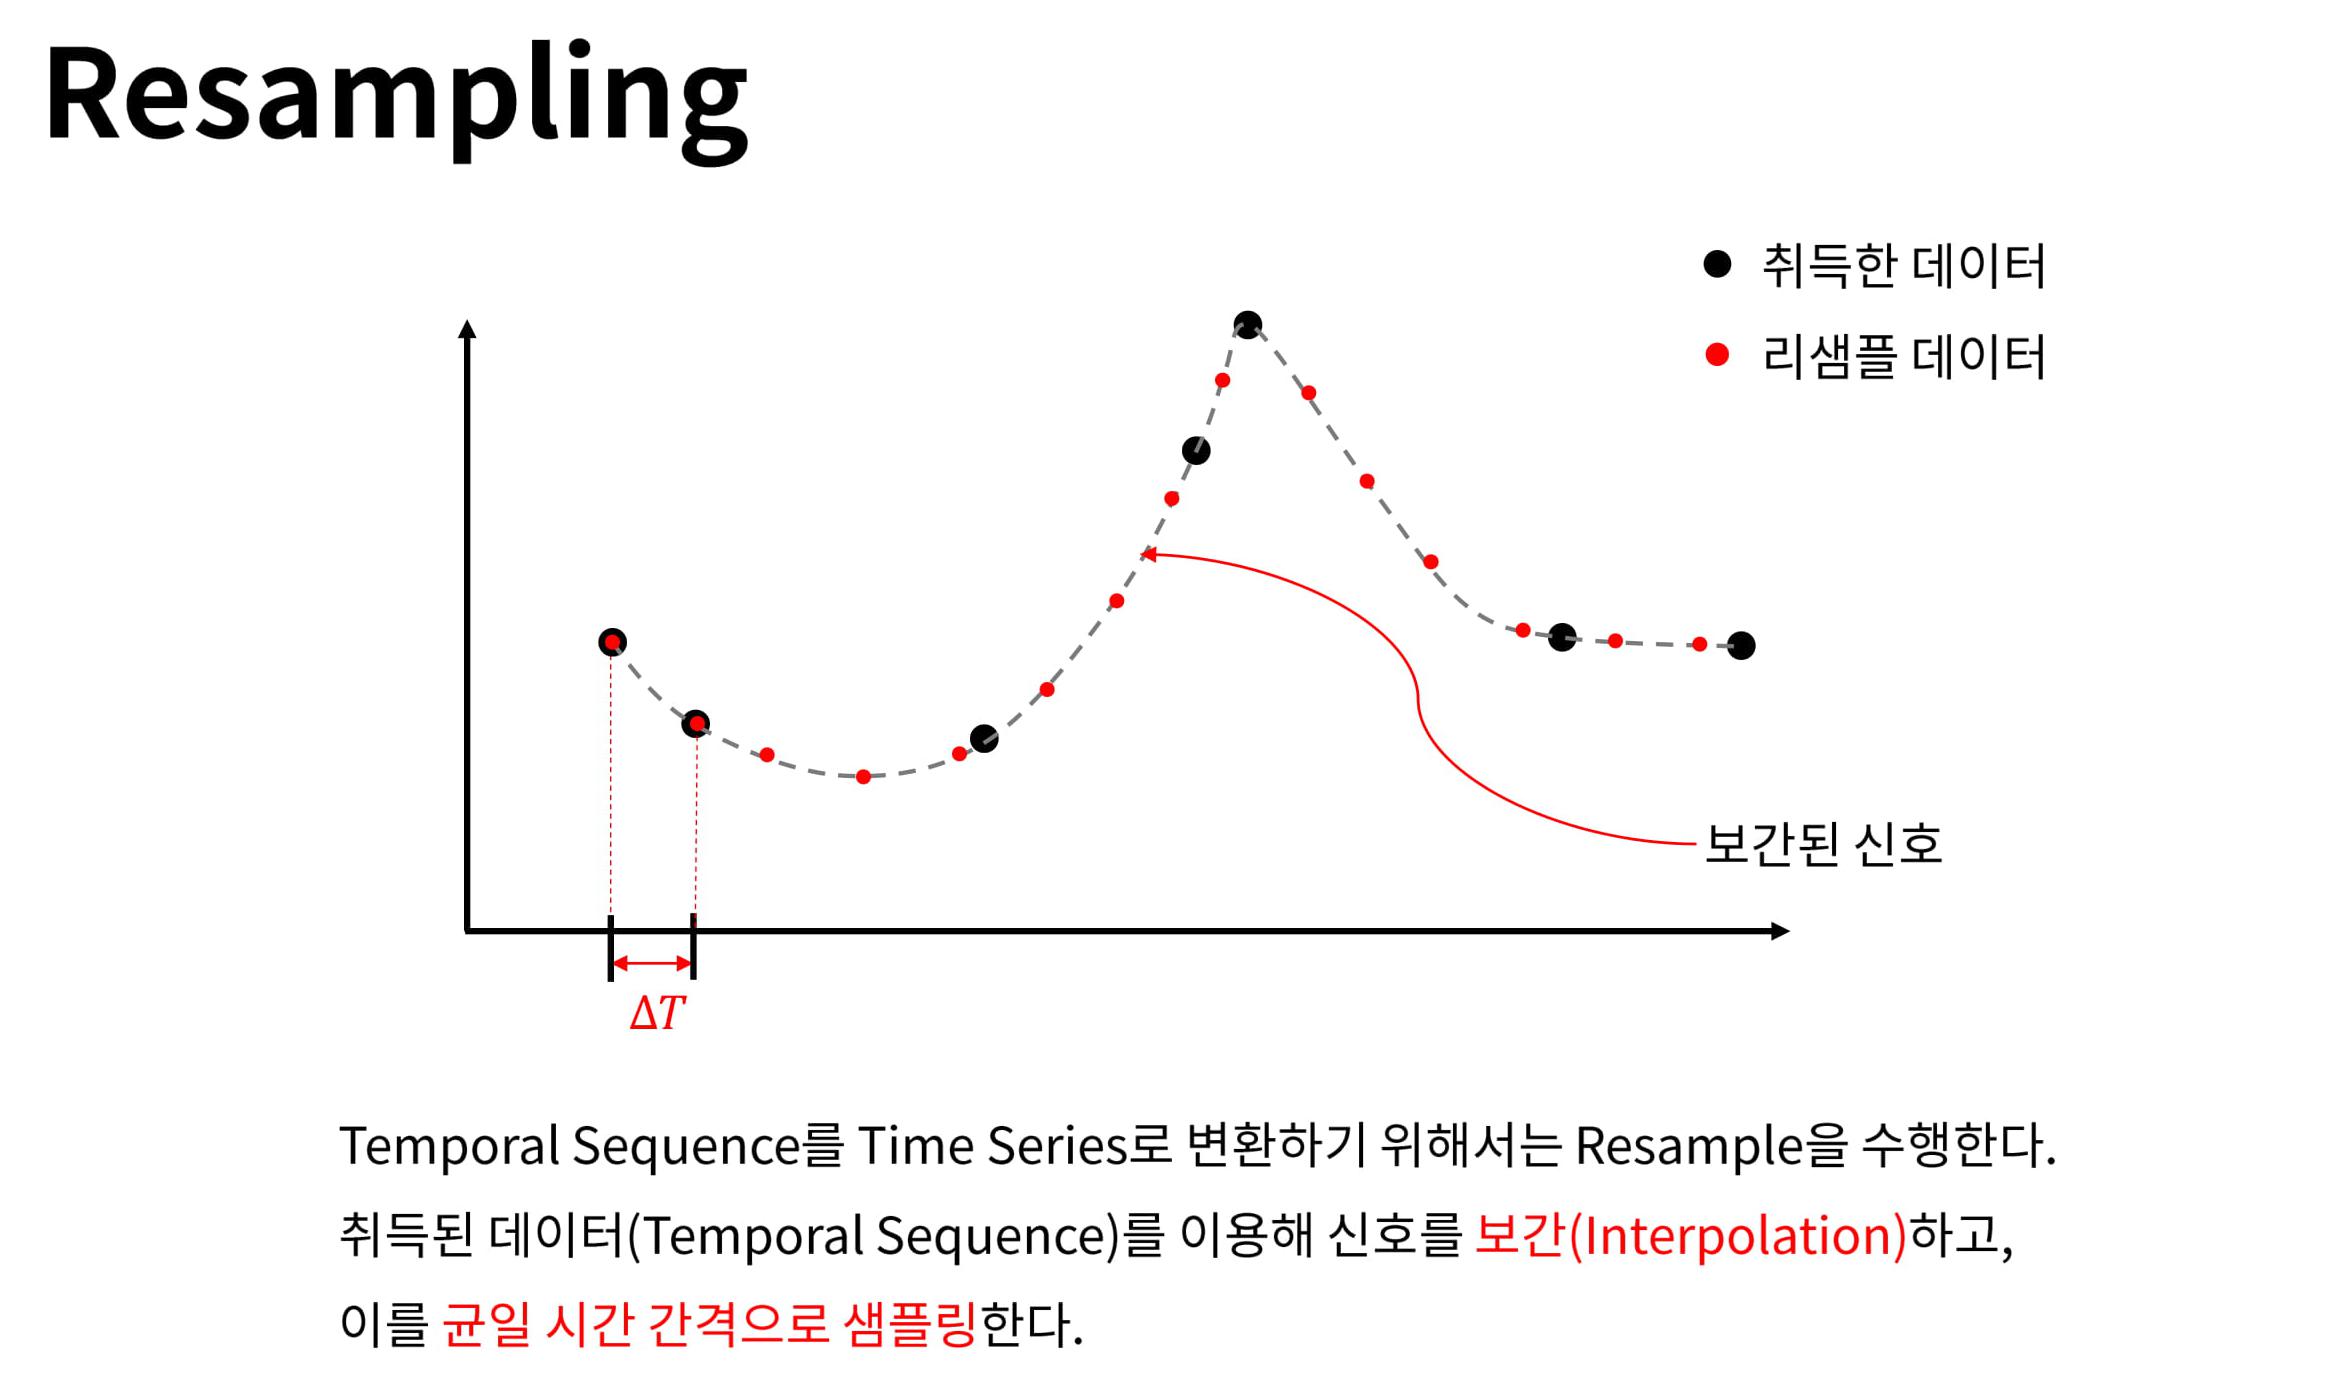 Resampling
취득한 데이터
리샘플 데이터
보간된 신호
ΔT
Temporal Sequence를 Time Series로 변환하기 위해서는 Resample을 수행한다.
취득된 데이터(Temporal Sequence)를 이용해 신호를 보간(Interpolation)하고,
이를 균일 시간 간격으로 샘플링한다.